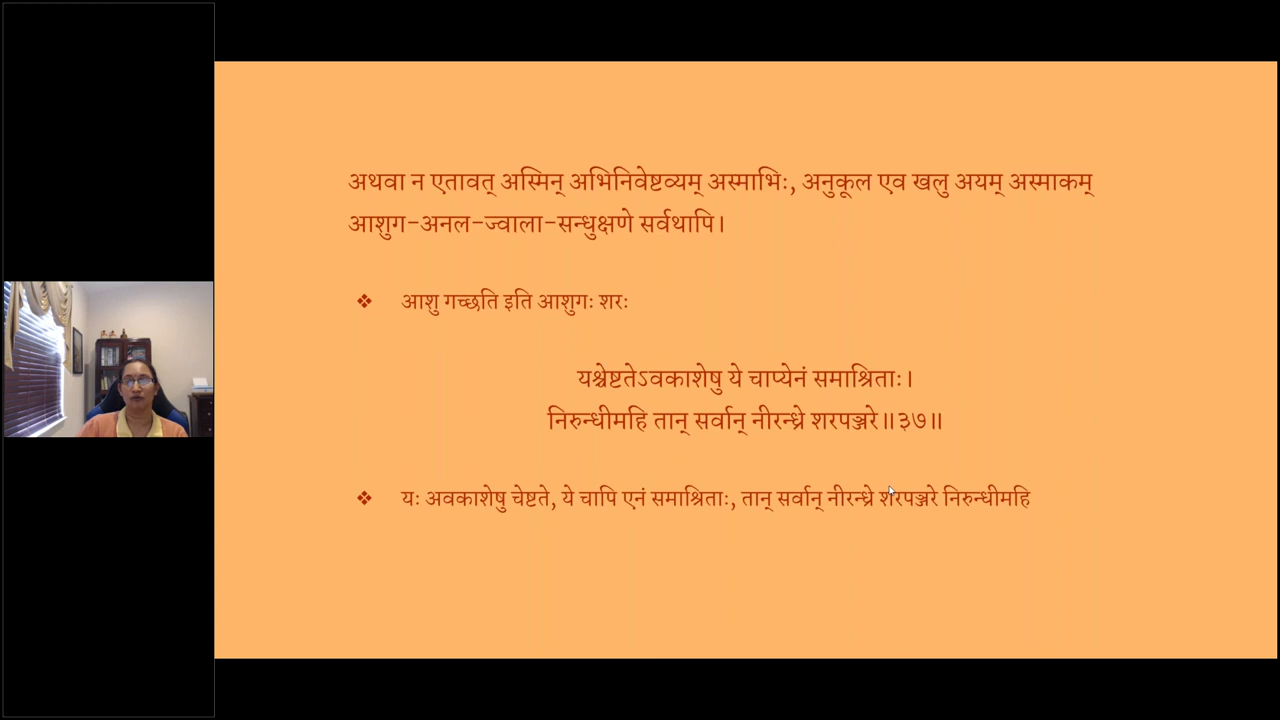 अथवा न एतावत् अस्मिन् अभिनिवेष्टव्यम् अस्माभिः, अनुकूल एव खलु अयम् अस्माकम्
आशुग-अनल-ज्वाला-सन्धुक्षणे सर्वथापि।
❖ आशु गच्छति इति आशुगः शरः
यश्चेष्टतेऽवकाशेषु ये चाप्येनं समाश्रिताः।
निरुन्धीमहि तान् सर्वान् नीरन्ध्रे शरपञ्जरे॥३७॥
❖ यः अवकाशेषु चेष्टते, ये चापि एनं समाश्रिताः, तान् सर्वान् नीरन्ध्रे शरपञ्जरे निरुन्धीमहि